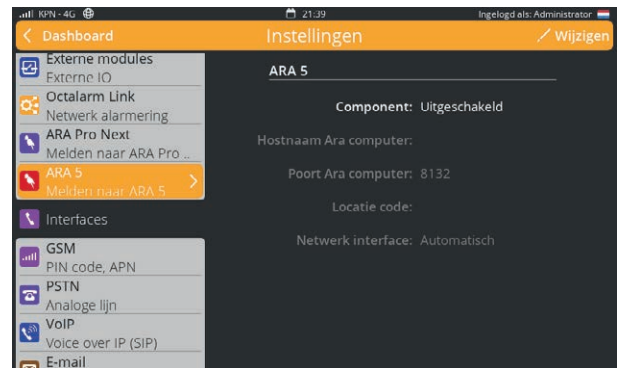 KPN - 4G 21:39 Ingelogd als: Administrator
Dashboard Instellingen Wijzigen
Externe modules
Externe IO
Octalarm Link
Netwerk alarmering
ARA Pro Next
Melden naar ARA Pro ..
ARA 5
Melden naar ARA 5
Interfaces
GSM
PIN code, APN
PSTN
Analoge lijn
VoIP
Voice over IP (SIP)
E-mail
ARA 5
Component: Uitgeschakeld
Hostnaam Ara computer:
Poort Ara computer: 8132
Locatie code:
Netwerk interface: Automatisch